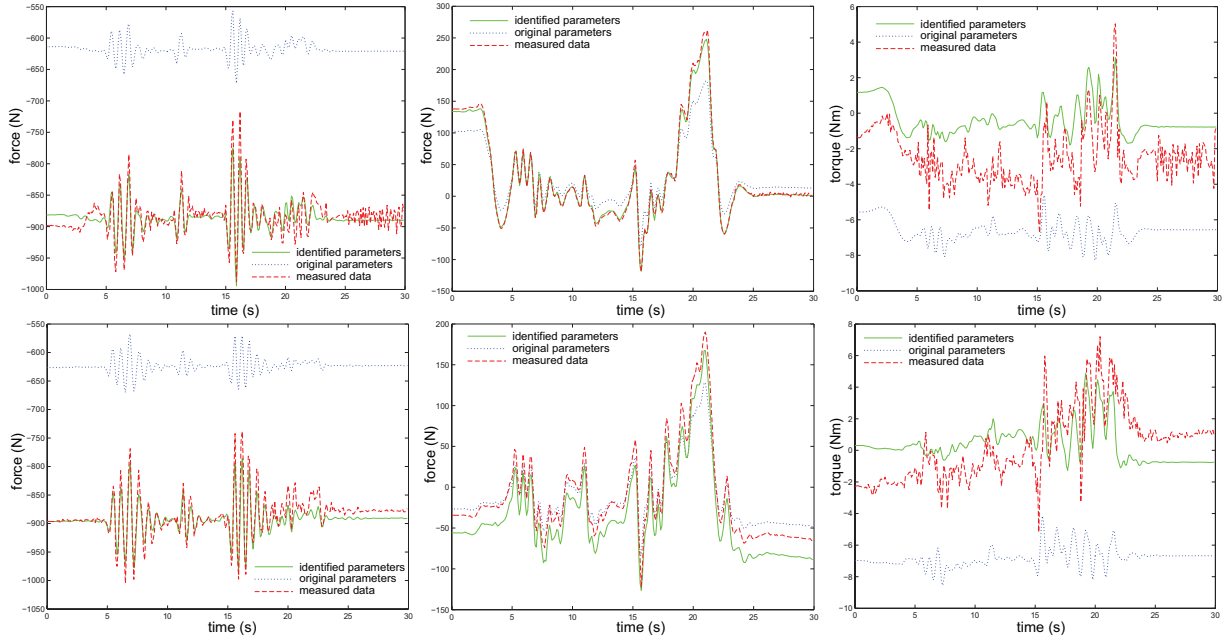 −550
−600
−650
−700
−750
−800
−850
−900
−950
−1000
force (N)
0 5 10 15 20 25 30
time (s)
identified parameters
original parameters
measured data
300
250
200
150
100
50
0
−50
−100
−150
force (N)
0 5 10 15 20 25 30
time (s)
identified parameters
original parameters
measured data
6
4
2
0
−2
−4
−6
−8
−10
torque (Nm)
0 5 10 15 20 25 30
time (s)
identified parameters
original parameters
measured data
−550
−600
−650
−700
−750
−800
−850
−900
−950
−1000
−1050
force (N)
0 5 10 15 20 25 30
time (s)
identified parameters
original parameters
measured data
200
150
100
50
0
−50
−100
−150
force (N)
0 5 10 15 20 25 30
time (s)
identified parameters
original parameters
measured data
8
6
4
2
0
−2
−4
−6
−8
−10
torque (Nm)
0 5 10 15 20 25 30
time (s)
identified parameters
original parameters
measured data